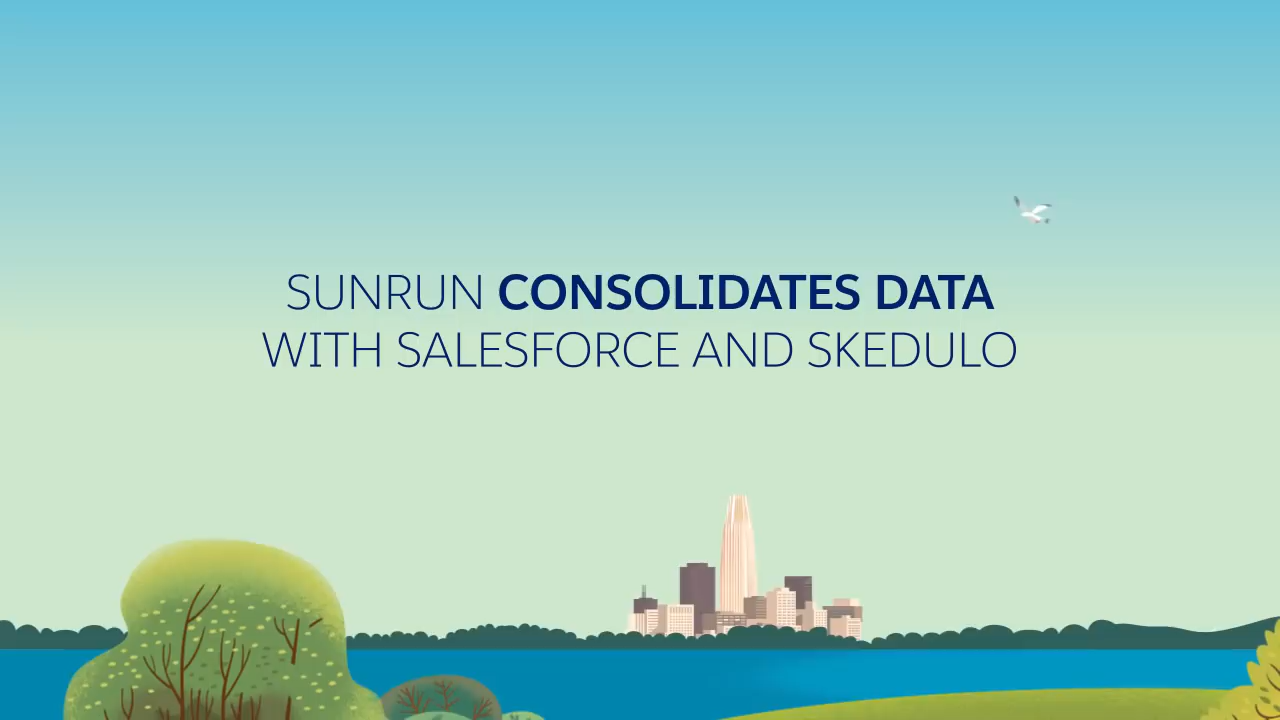 SUNRUN CONSOLIDATES DATA
WITH SALESFORCE AND SKEDULO